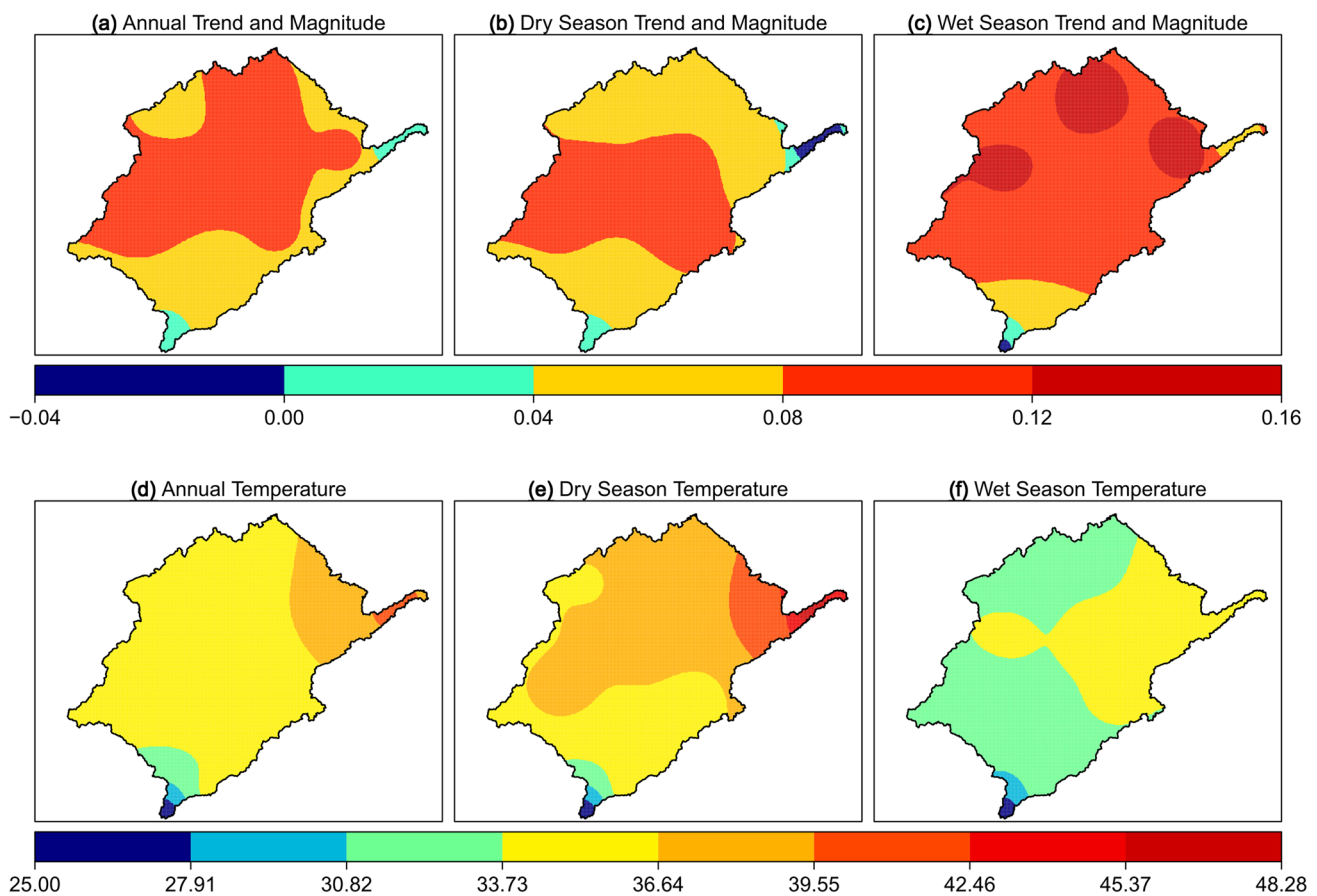 (a) Annual Trend and Magnitude
(b) Dry Season Trend and Magnitude
(c) Wet Season Trend and Magnitude
−0.04 0.00 0.04 0.08 0.12 0.16
(d) Annual Temperature
(e) Dry Season Temperature
(f) Wet Season Temperature
25.00 27.91 30.82 33.73 36.64 39.55 42.46 45.37 48.28